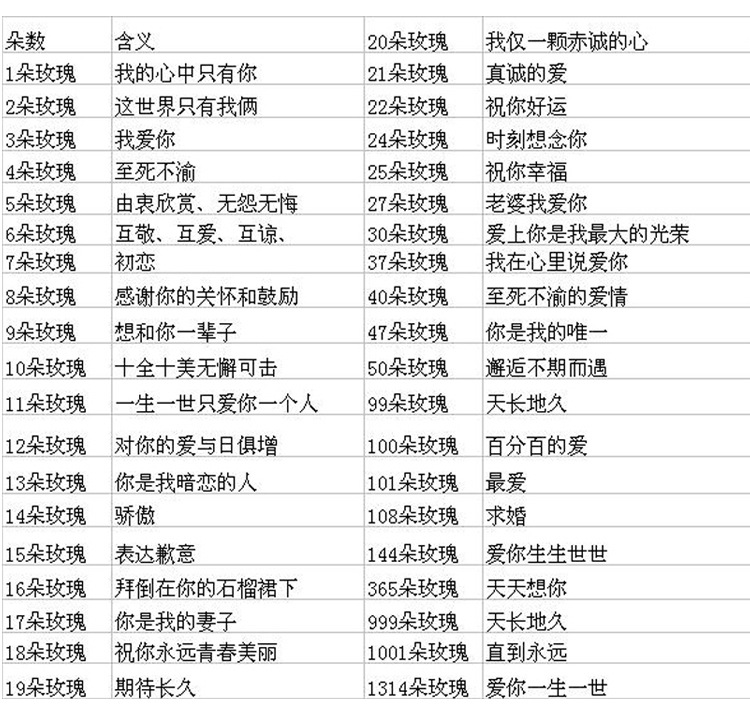 朵数 含义 20朵玫瑰 我仅一颗赤诚的心
1朵玫瑰 我的心中只有你 21朵玫瑰 真诚的爱
2朵玫瑰 这世界只有我俩 22朵玫瑰 祝你好运
3朵玫瑰 我爱你 24朵玫瑰 时刻想念你
4朵玫瑰 至死不渝 25朵玫瑰 祝你幸福
5朵玫瑰 由衷欣赏、无怨无悔 27朵玫瑰 老婆我爱你
6朵玫瑰 互敬、互爱、互谅、 30朵玫瑰 爱上你是我最大的光荣
7朵玫瑰 初恋 37朵玫瑰 我在心里说爱你
8朵玫瑰 感谢你的关怀和鼓励 40朵玫瑰 至死不渝的爱情
9朵玫瑰 想和你一辈子 47朵玫瑰 你是我的唯一
10朵玫瑰 十全十美无懈可击 50朵玫瑰 邂逅不期而遇
11朵玫瑰 一生一世只爱你一个人 99朵玫瑰 天长地久
12朵玫瑰 对你的爱与日俱增 100朵玫瑰 百分百的爱
13朵玫瑰 你是我暗恋的人 101朵玫瑰 最爱
14朵玫瑰 骄傲 108朵玫瑰 求婚
15朵玫瑰 表达歉意 144朵玫瑰 爱你生生世世
16朵玫瑰 拜倒在你的石榴裙下 365朵玫瑰 天天想你
17朵玫瑰 你是我的妻子 999朵玫瑰 天长地久
18朵玫瑰 祝你永远青春美丽 1001朵玫瑰 直到永远
19朵玫瑰 期待长久 1314朵玫瑰 爱你一生一世